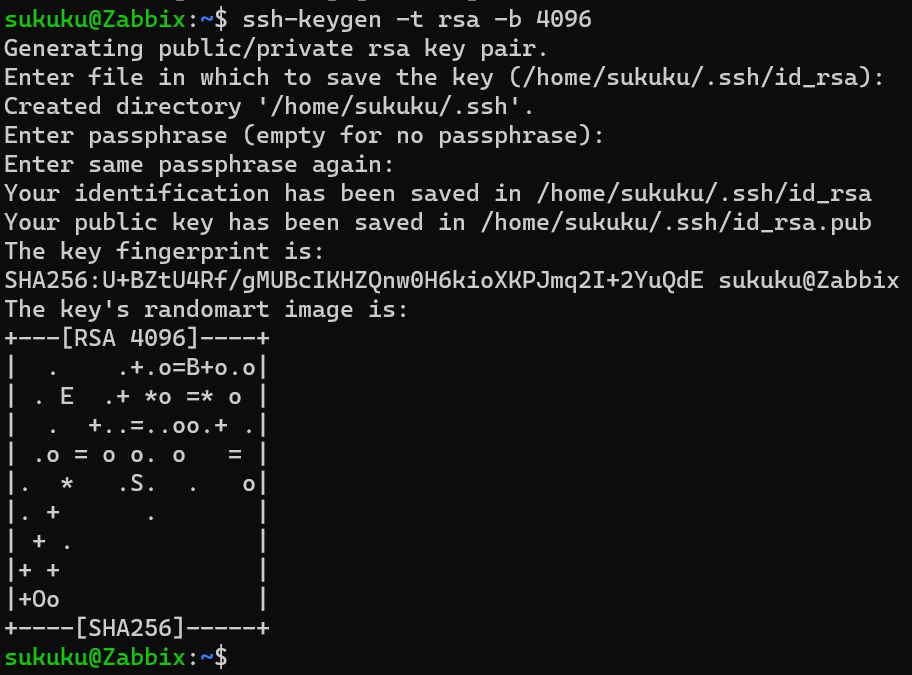 sukuku@Zabbix:~$ ssh-keygen -t rsa -b 4096
Generating public/private rsa key pair.
Enter file in which to save the key (/home/sukuku/.ssh/id_rsa):
Created directory '/home/sukuku/.ssh'.
Enter passphrase (empty for no passphrase):
Enter same passphrase again:
Your identification has been saved in /home/sukuku/.ssh/id_rsa
Your public key has been saved in /home/sukuku/.ssh/id_rsa.pub
The key fingerprint is:
SHA256:U+BZtU4Rf/gMUBcIKHZQnw0H6kioXKPJmq2I+2YuQdE sukuku@Zabbix
The key's randomart image is:
+---[RSA 4096]----+
|  .    .+.o=B+o.o|
| . E  .+ *o =* o |
|  .  +..=..oo.+ .|
| .o = o o. o   = |
|.  *   .S.  .   o|
|. +      .       |
| + .             |
|+ +              |
|+Oo              |
+----[SHA256]-----+
sukuku@Zabbix:~$